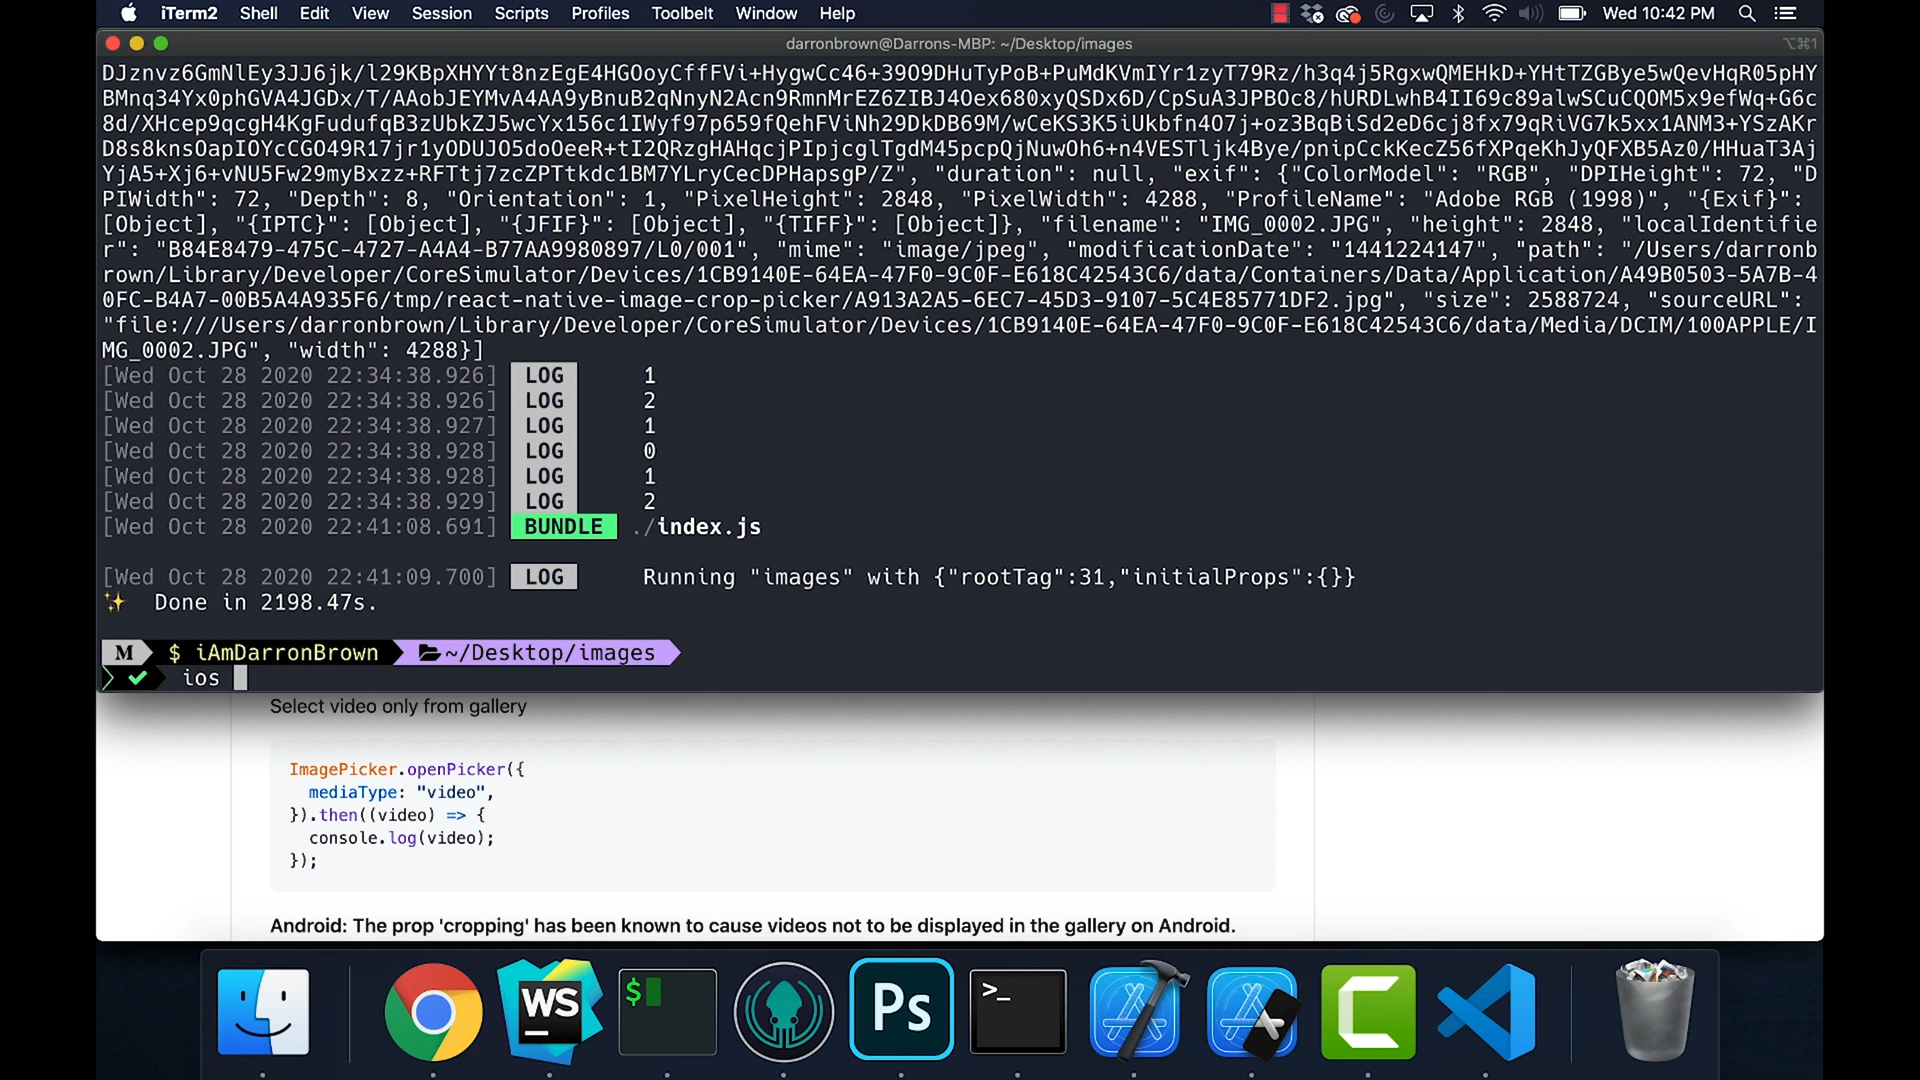 iTerm2 Shell Edit View Session Scripts Profiles Toolbelt Window Help Wed 10:42 PM
darronbrown@Darrons-MBP: ~/Desktop/images ⌥⌘1
DJznvz6GmNlEy3JJ6jk/l29KBpXHYYt8nzEgE4HGOoyCffFVi+HygwCc46+39O9DHuTyPoB+PuMdKVmIYr1zyT79Rz/h3q4j5RgxwQMEHkD+YHtTZGBye5wQevHqR05pHY
BMnq34Yx0phGVA4JGDx/T/AAobJEYMvA4AA9yBnuB2qNnyN2Acn9RmnMrEZ6ZIBJ4Oex680xyQSDx6D/CpSuA3JPBOc8/hURDLwhB4II69c89alwSCuCQOM5x9efWq+G6c
8d/XHcep9qcgH4KgFudufqB3zUbkZJ5wcYx156c1IWyf97p659fQehFViNh29DkDB69M/wCeKS3K5iUkbfn4O7j+oz3BqBiSd2eD6cj8fx79qRiVG7k5xx1ANM3+YSzAKr
D8s8knsOapIOYcCGO49R17jr1yODUJO5doOeeR+tI2QRzgHAHqcjPIpjcglTgdM45pcpQjNuwOh6+n4VESTljk4Bye/pnipCckKecZ56fXPqeKhJyQFXB5Az0/HHuaT3Aj
YjA5+Xj6+vNU5Fw29myBxzz+RFTtj7zcZPTtkdc1BM7YLryCecDPHapsgP/Z", "duration": null, "exif": {"ColorModel": "RGB", "DPIHeight": 72, "D
PIWidth": 72, "Depth": 8, "Orientation": 1, "PixelHeight": 2848, "PixelWidth": 4288, "ProfileName": "Adobe RGB (1998)", "{Exif}":
[Object], "{IPTC}": [Object], "{JFIF}": [Object], "{TIFF}": [Object]}, "filename": "IMG_0002.JPG", "height": 2848, "localIdentifie
r": "B84E8479-475C-4727-A4A4-B77AA9980897/L0/001", "mime": "image/jpeg", "modificationDate": "1441224147", "path": "/Users/darronb
rown/Library/Developer/CoreSimulator/Devices/1CB9140E-64EA-47F0-9C0F-E618C42543C6/data/Containers/Data/Application/A49B0503-5A7B-4
0FC-B4A7-00B5A4A935F6/tmp/react-native-image-crop-picker/A913A2A5-6EC7-45D3-9107-5C4E85771DF2.jpg", "size": 2588724, "sourceURL":
"file:///Users/darronbrown/Library/Developer/CoreSimulator/Devices/1CB9140E-64EA-47F0-9C0F-E618C42543C6/data/Media/DCIM/100APPLE/I
MG_0002.JPG", "width": 4288}]
[Wed Oct 28 2020 22:34:38.926] LOG 1
[Wed Oct 28 2020 22:34:38.926] LOG 2
[Wed Oct 28 2020 22:34:38.927] LOG 1
[Wed Oct 28 2020 22:34:38.928] LOG 0
[Wed Oct 28 2020 22:34:38.928] LOG 1
[Wed Oct 28 2020 22:34:38.929] LOG 2
[Wed Oct 28 2020 22:41:08.691] BUNDLE ./index.js
[Wed Oct 28 2020 22:41:09.700] LOG Running "images" with {"rootTag":31,"initialProps":{}}
✨ Done in 2198.47s.
M $ iAmDarronBrown ~/Desktop/images
✔ ios
Select video only from gallery
ImagePicker.openPicker({
mediaType: "video",
}).then((video) => {
console.log(video);
});
Android: The prop 'cropping' has been known to cause videos not to be displayed in the gallery on Android.
WS $ Ps >_ C